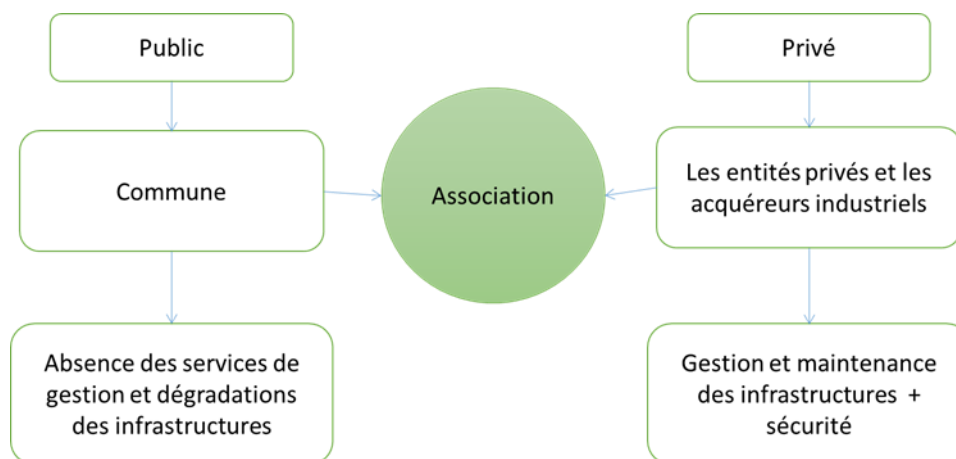 Public
Privé
Commune
Association
Les entités privés et les
acquéreurs industriels
Absence des services de
gestion et dégradations
des infrastructures
Gestion et maintenance
des infrastructures +
sécurité